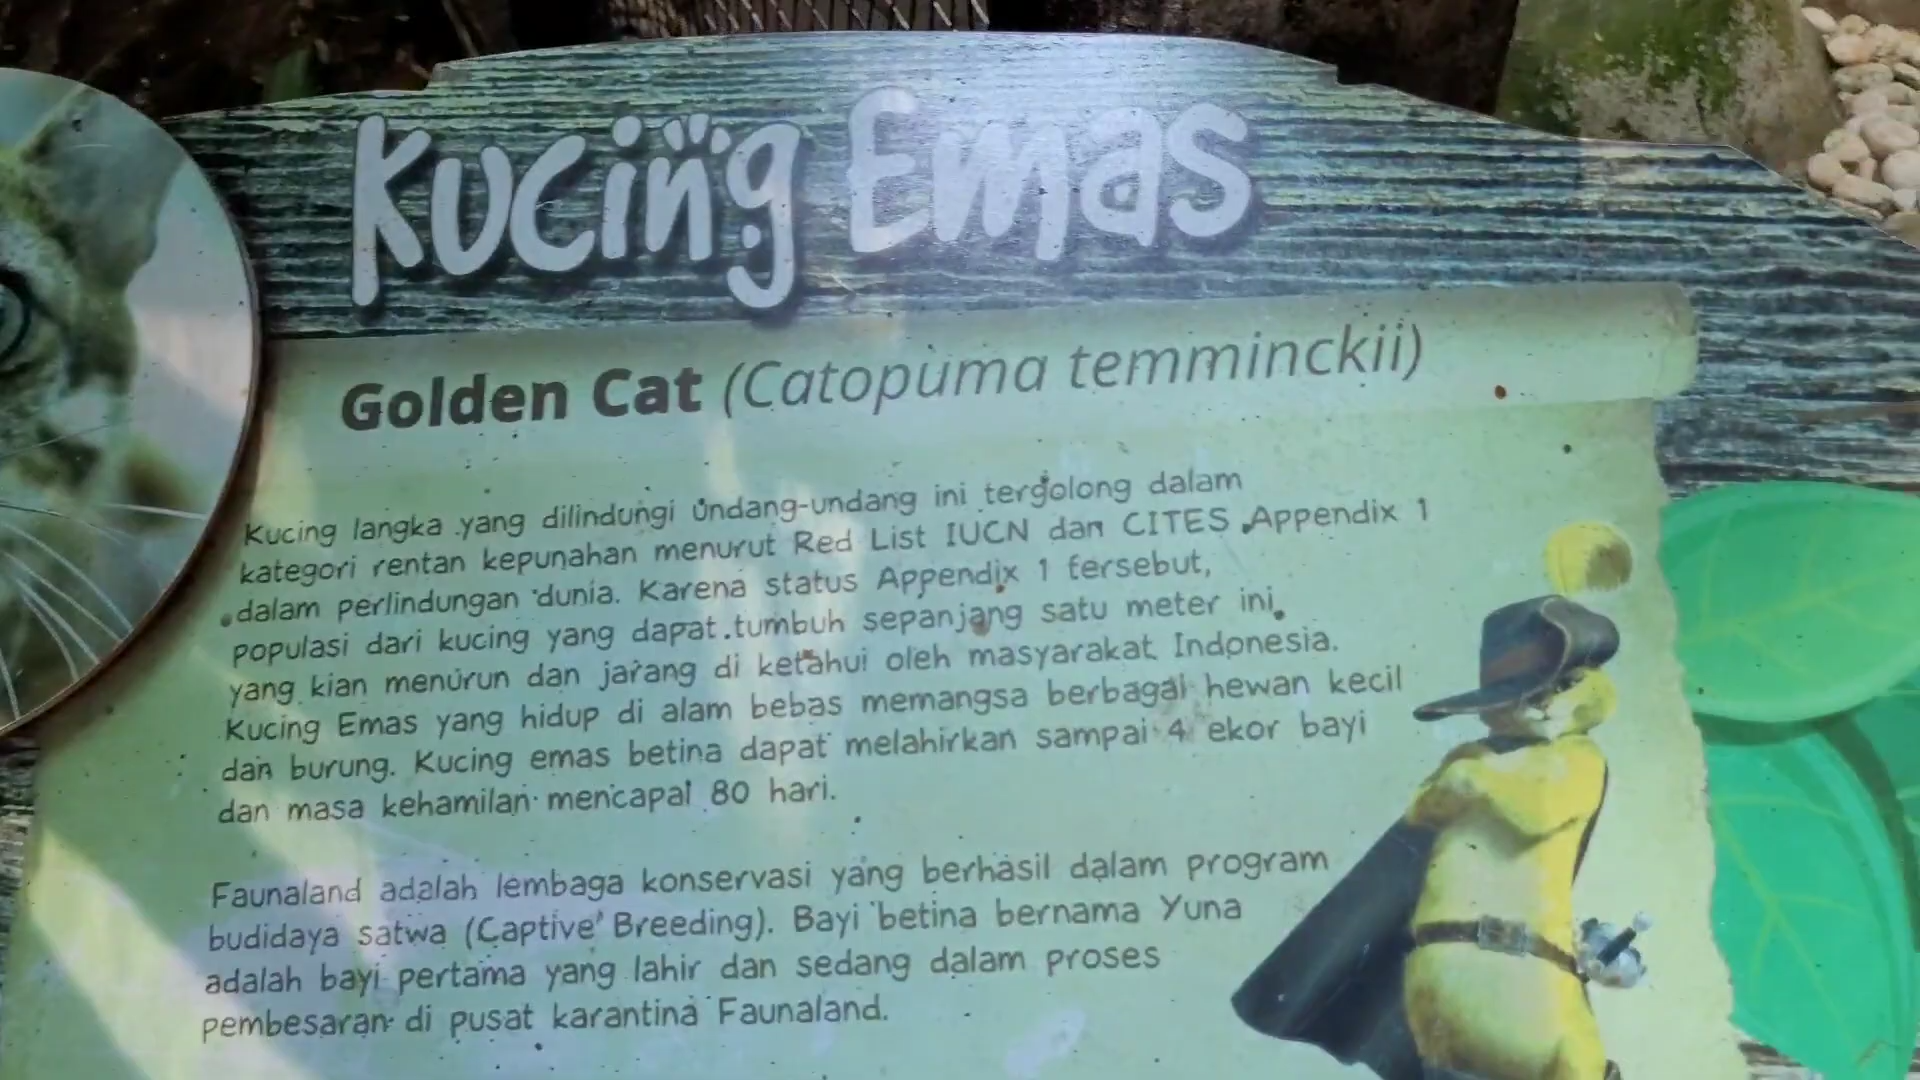 Kucing Emas
Golden Cat (Catopuma temminckii)
Kucing langka yang dilindungi undang-undang ini tergolong dalam
kategori rentan kepunahan menurut Red List IUCN dan CITES Appendix 1
dalam perlindungan dunia. Karena status Appendix 1 tersebut,
populasi dari kucing yang dapat tumbuh sepanjang satu meter ini
yang kian menurun dan jarang di ketahui oleh masyarakat Indonesia.
Kucing Emas yang hidup di alam bebas memangsa berbagai hewan kecil
dan burung. Kucing emas betina dapat melahirkan sampai 4 ekor bayi
dan masa kehamilan mencapai 80 hari.
Faunaland adalah lembaga konservasi yang berhasil dalam program
budidaya satwa (Captive Breeding). Bayi betina bernama Yuna
adalah bayi pertama yang lahir dan sedang dalam proses
pembesaran di pusat karantina Faunaland.